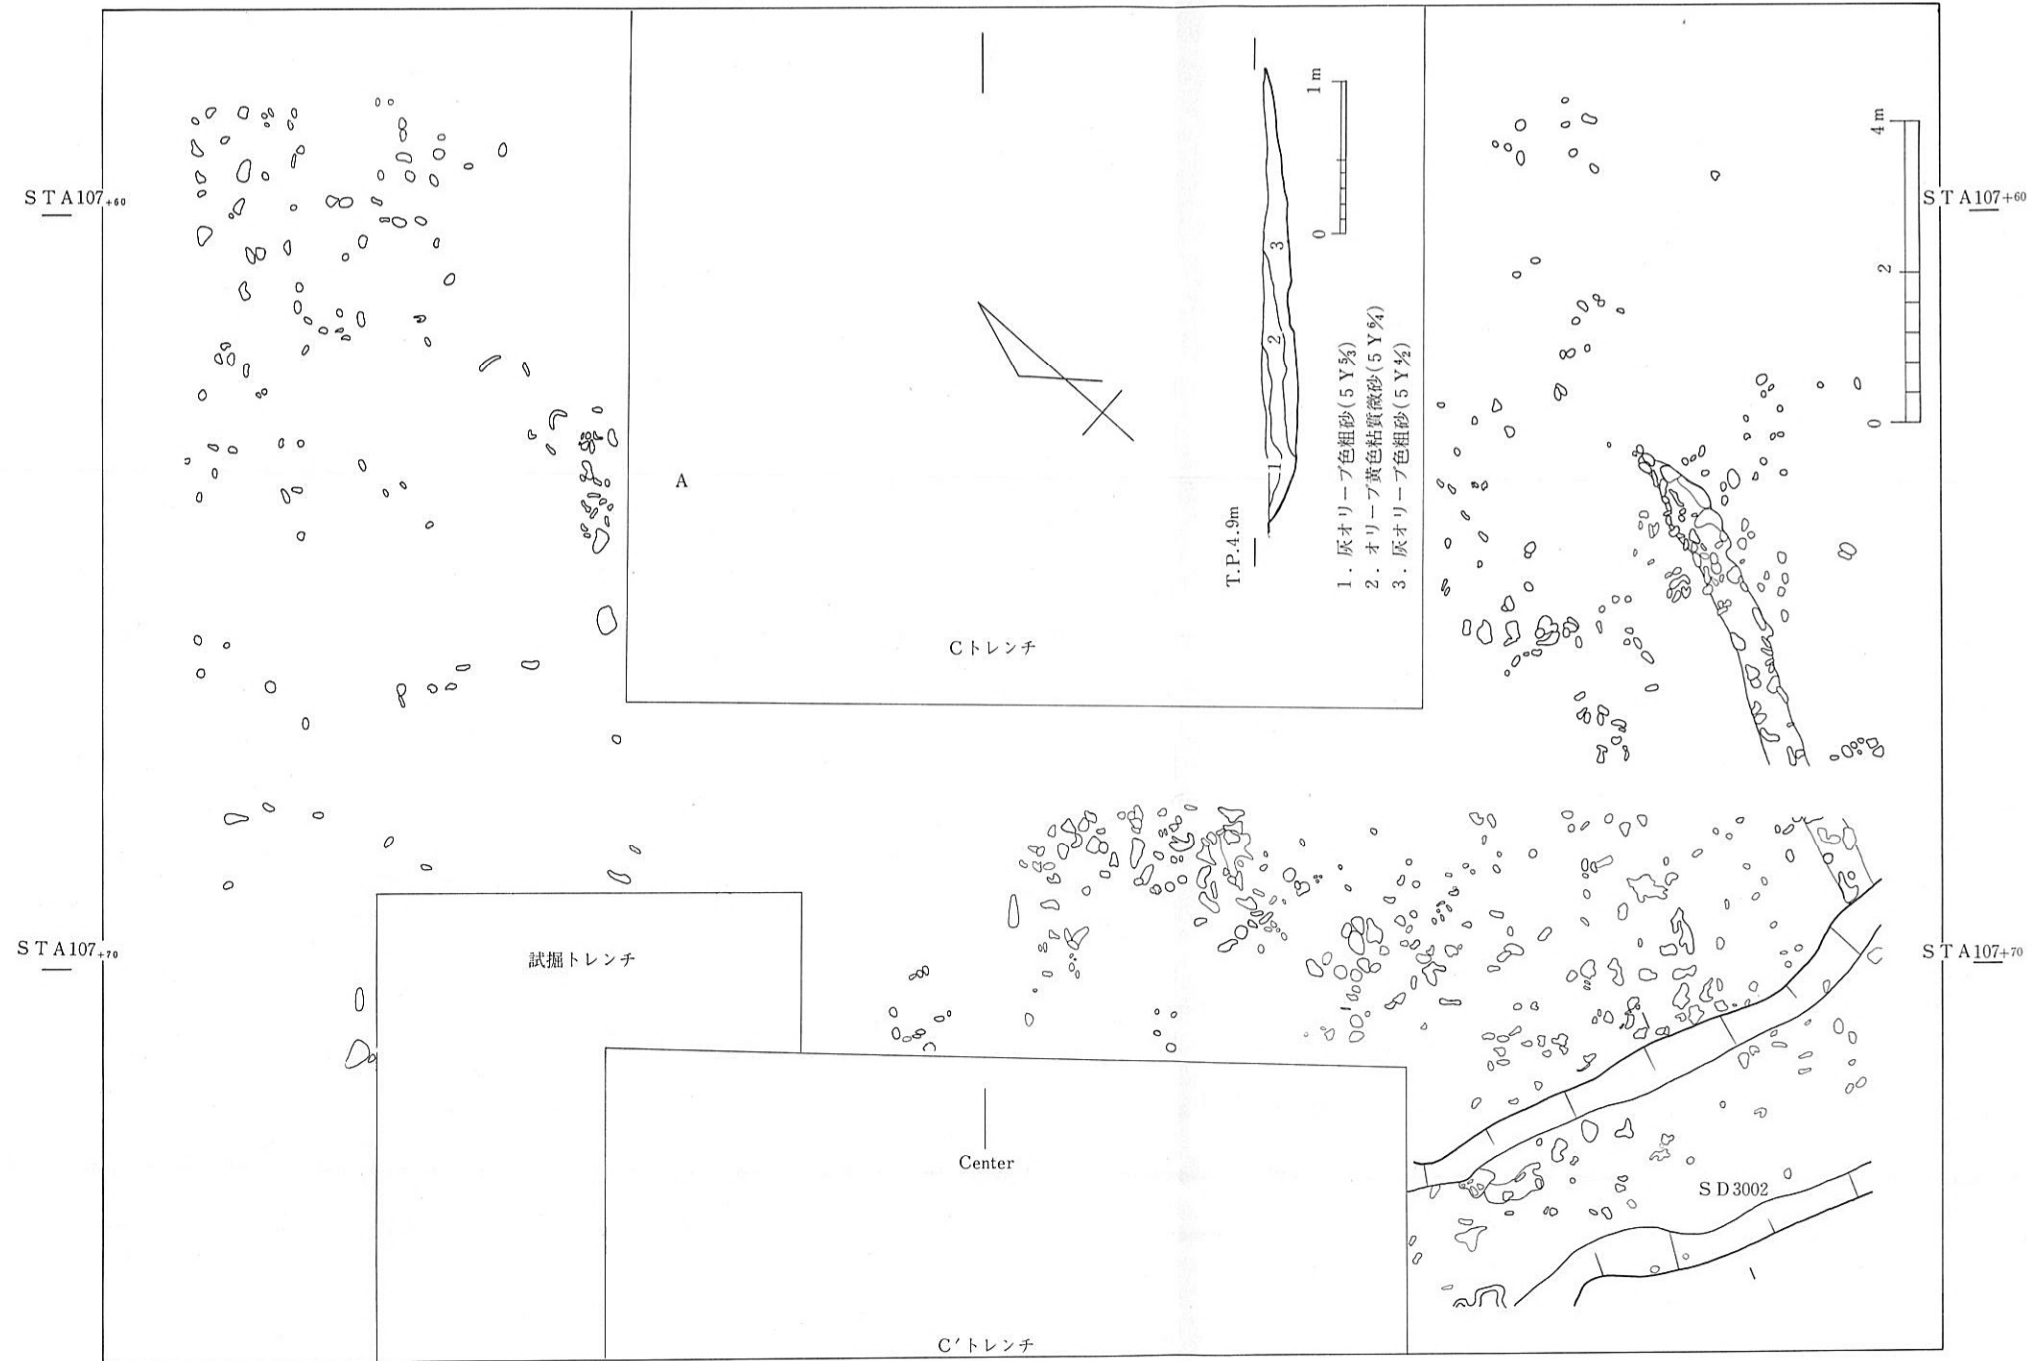 STA107+60
STA107+60
1m
0
4m
2
0
3
2
1
T.P.4.9m
1. 灰オリーブ色粗砂(5Y5/3)
2. オリーブ黄色粘質微砂(5Y6/4)
3. 灰オリーブ色粗砂(5Y4/2)
A
Cトレンチ
STA107+70
STA107+70
試掘トレンチ
Center
SD3002
C′トレンチ